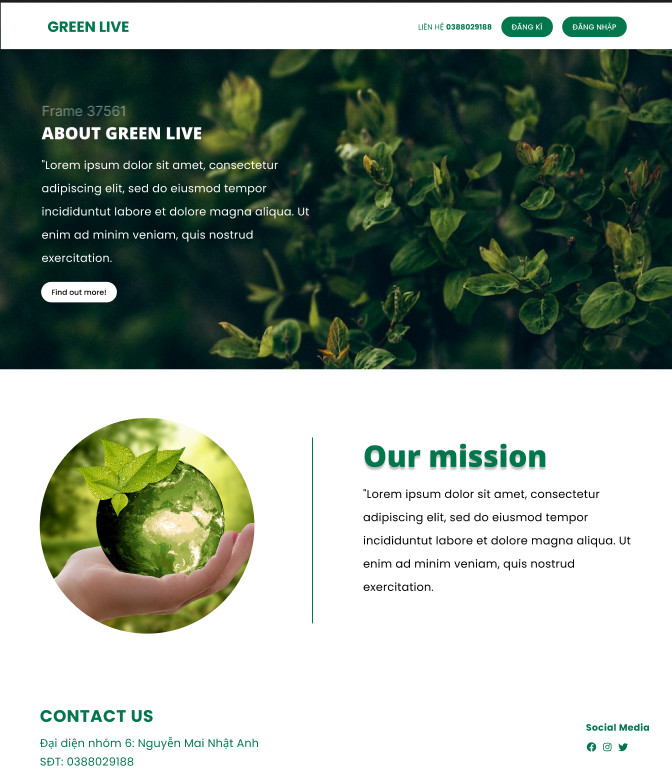 GREEN LIVE
LIÊN HỆ 0388029188
ĐĂNG KÍ
ĐĂNG NHẬP
Frame 37561
ABOUT GREEN LIVE
"Lorem ipsum dolor sit amet, consectetur
adipiscing elit, sed do eiusmod tempor
incididuntut labore et dolore magna aliqua. Ut
enim ad minim veniam, quis nostrud
exercitation.
Find out more!
Our mission
"Lorem ipsum dolor sit amet, consectetur
adipiscing elit, sed do eiusmod tempor
incididuntut labore et dolore magna aliqua. Ut
enim ad minim veniam, quis nostrud
exercitation.
CONTACT US
Đại diện nhóm 6: Nguyễn Mai Nhật Anh
SĐT: 0388029188
Social Media